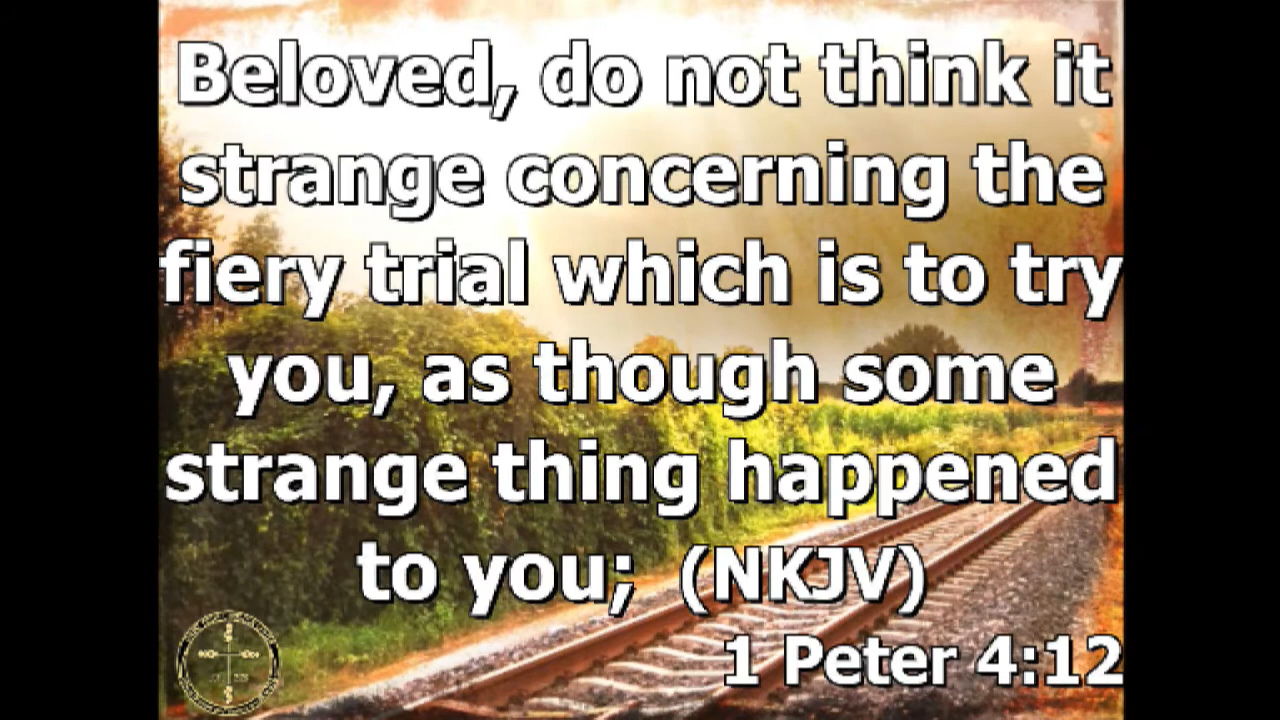 Beloved, do not think it
strange concerning the
fiery trial which is to try
you, as though some
strange thing happened
to you; (NKJV)
1 Peter 4:12